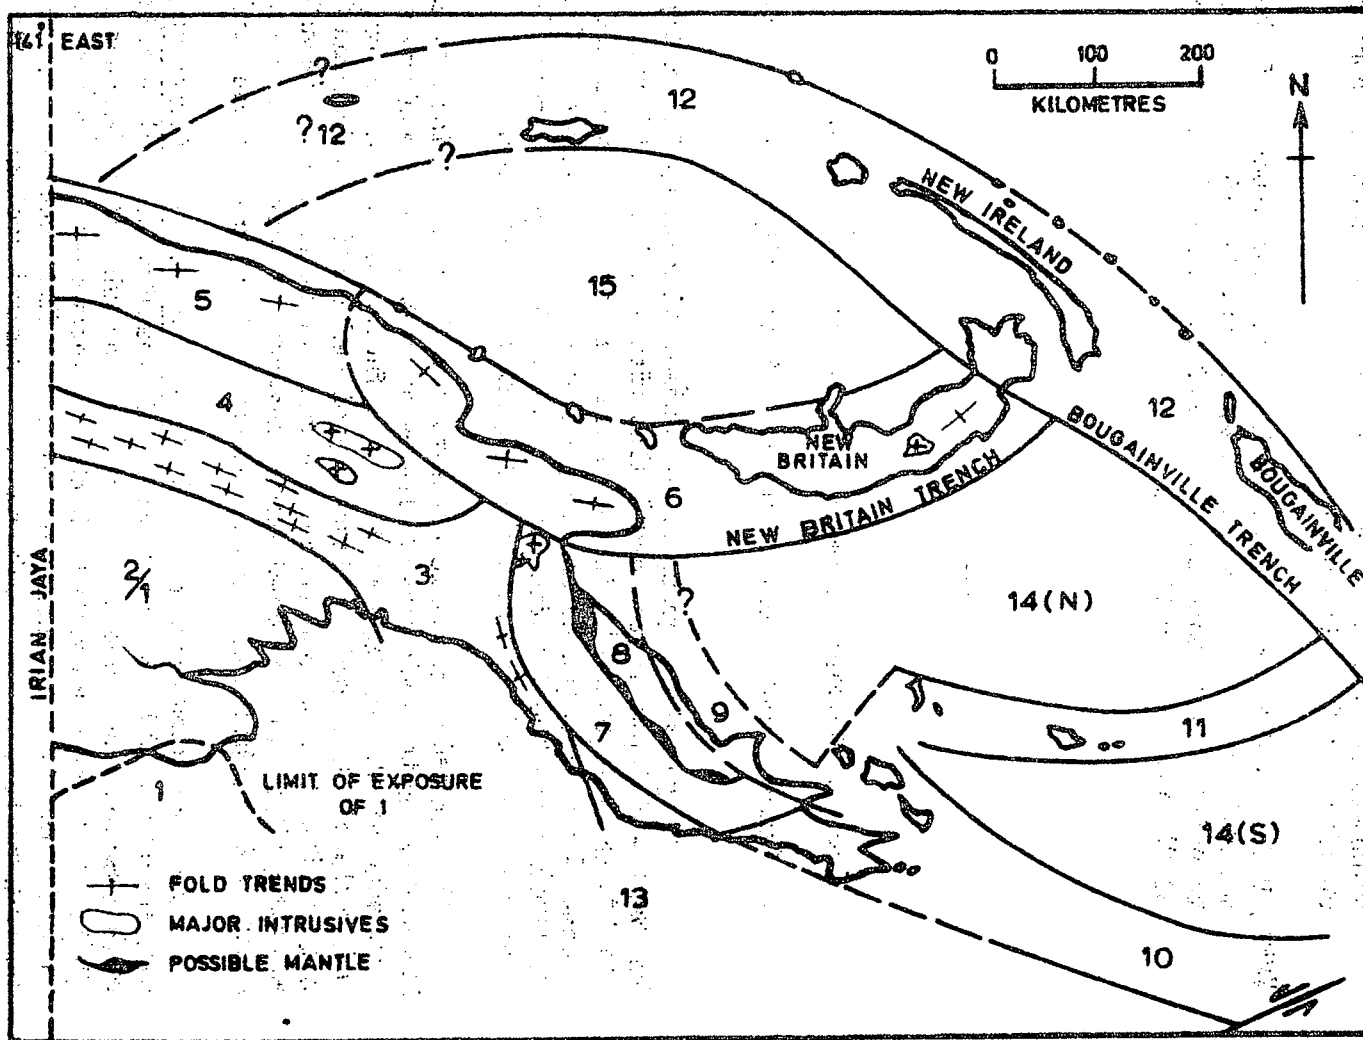 141° EAST
0 100 200
KILOMETRES
N
?
12
?12
?
NEW IRELAND
5
15
4
12
NEW
BRITAIN
BOUGAINVILLE TRENCH
BOUGAINVILLE
6
NEW BRITAIN TRENCH
IRIAN JAYA
2/1
3
?
14(N)
8
9
7
11
1
LIMIT OF EXPOSURE
OF 1
14(S)
FOLD TRENDS
13
MAJOR INTRUSIVES
POSSIBLE MANTLE
10